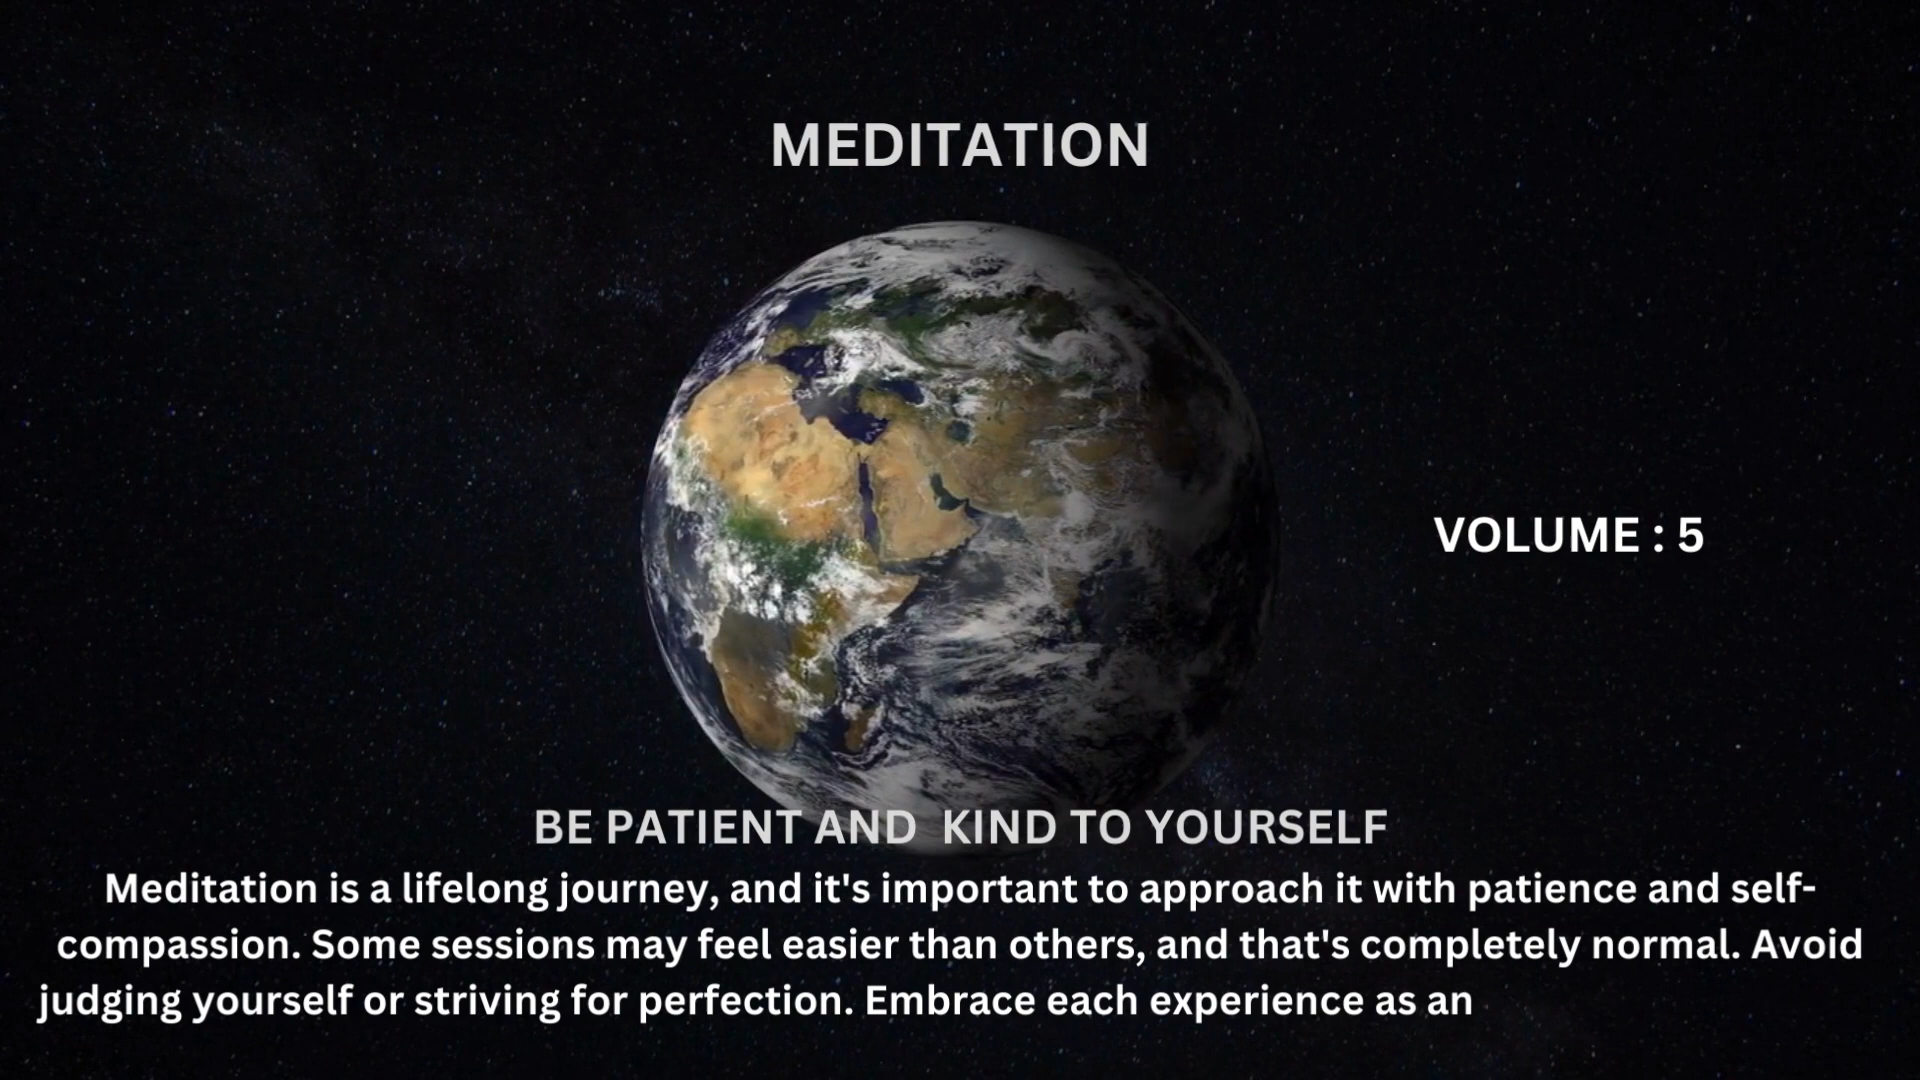 MEDITATION
VOLUME : 5
BE PATIENT AND  KIND TO YOURSELF
Meditation is a lifelong journey, and it's important to approach it with patience and self-
compassion. Some sessions may feel easier than others, and that's completely normal. Avoid
judging yourself or striving for perfection. Embrace each experience as an